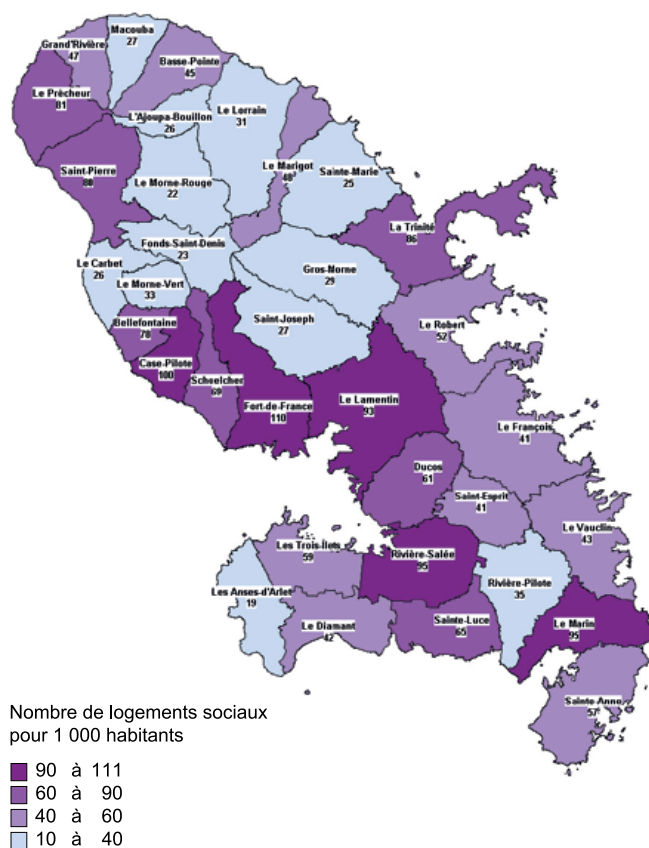 Macouba
27
Grand'Rivière
47
Basse-Pointe
45
Le Prêcheur
81
L'Ajoupa-Bouillon
26
Le Lorrain
31
Saint-Pierre
80
Le Morne-Rouge
22
Le Marigot
48
Sainte-Marie
25
La Trinité
86
Fonds-Saint-Denis
23
Le Carbet
26
Gros-Morne
29
Le Morne-Vert
33
Bellefontaine
78
Saint-Joseph
27
Le Robert
52
Case-Pilote
100
Schoelcher
69
Fort-de-France
110
Le Lamentin
93
Le François
41
Ducos
61
Saint-Esprit
41
Le Vauclin
43
Les Trois-Ilets
59
Rivière-Salée
95
Rivière-Pilote
35
Les Anses-d'Arlet
19
Le Diamant
42
Sainte-Luce
65
Le Marin
95
Sainte-Anne
57
Nombre de logements sociaux
pour 1 000 habitants
90 à 111
60 à 90
40 à 60
10 à 40